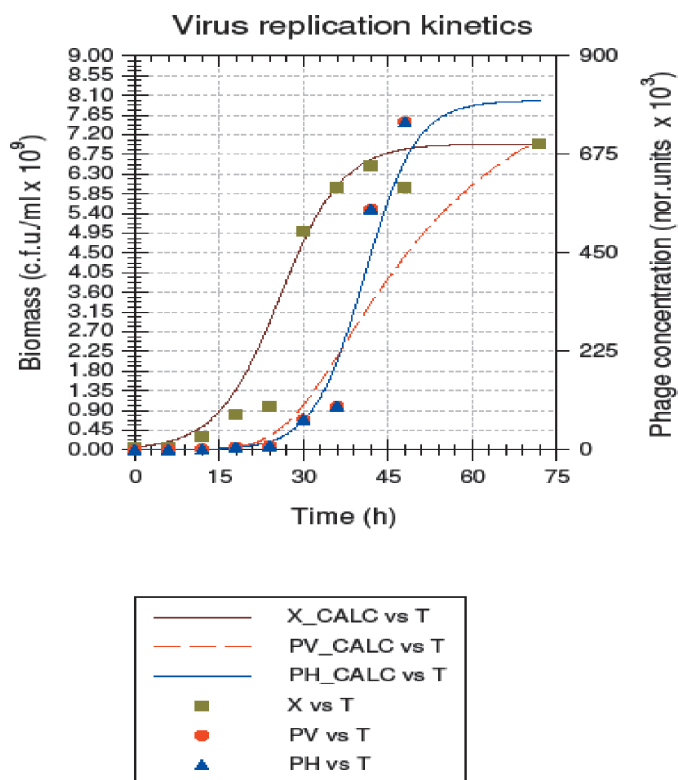 Virus replication kinetics
9.00 900
8.55
8.10
7.65
7.20
6.75 675
6.30
5.85
5.40
4.95
4.50 450
4.05
3.60
3.15
2.70
2.25 225
1.80
1.35
0.90
0.45
0.00 0
Biomass (c.f.u./ml x 10⁹)
Phage concentration (nor.units x 10³)
0 15 30 45 60 75
Time (h)
X_CALC vs T
PV_CALC vs T
PH_CALC vs T
X vs T
PV vs T
PH vs T